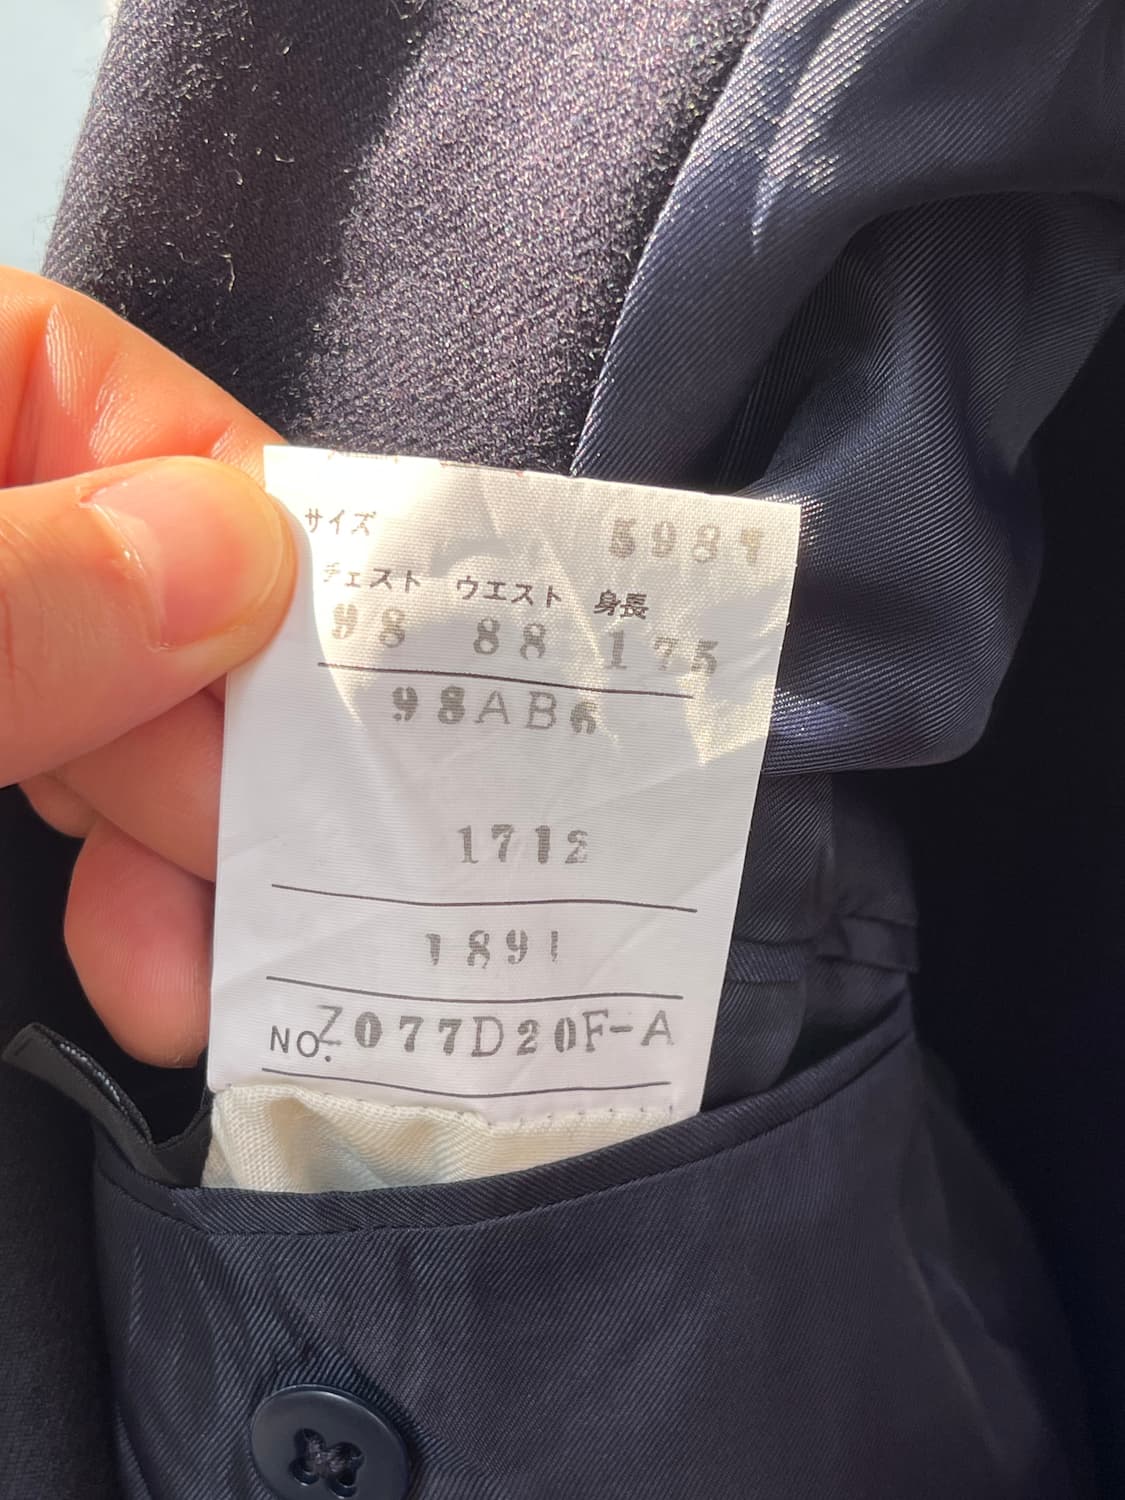 サイズ 5987
チェスト ウエスト 身長
98 88 175
98AB6
1712
1891
NO. Z077D20F-A